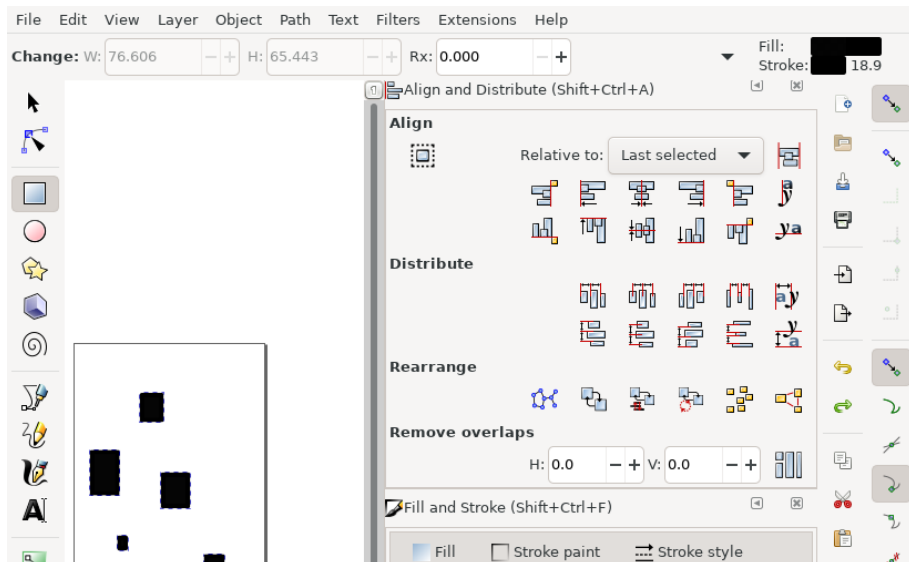 File Edit View Layer Object Path Text Filters Extensions Help
Change: W: 76.606 − + H: 65.443 − + Rx: 0.000 − + Fill:
Stroke: 18.9
Align and Distribute (Shift+Ctrl+A)
Align
Relative to: Last selected
Distribute
Rearrange
Remove overlaps
H: 0.0 − + V: 0.0 − +
Fill and Stroke (Shift+Ctrl+F)
Fill Stroke paint Stroke style